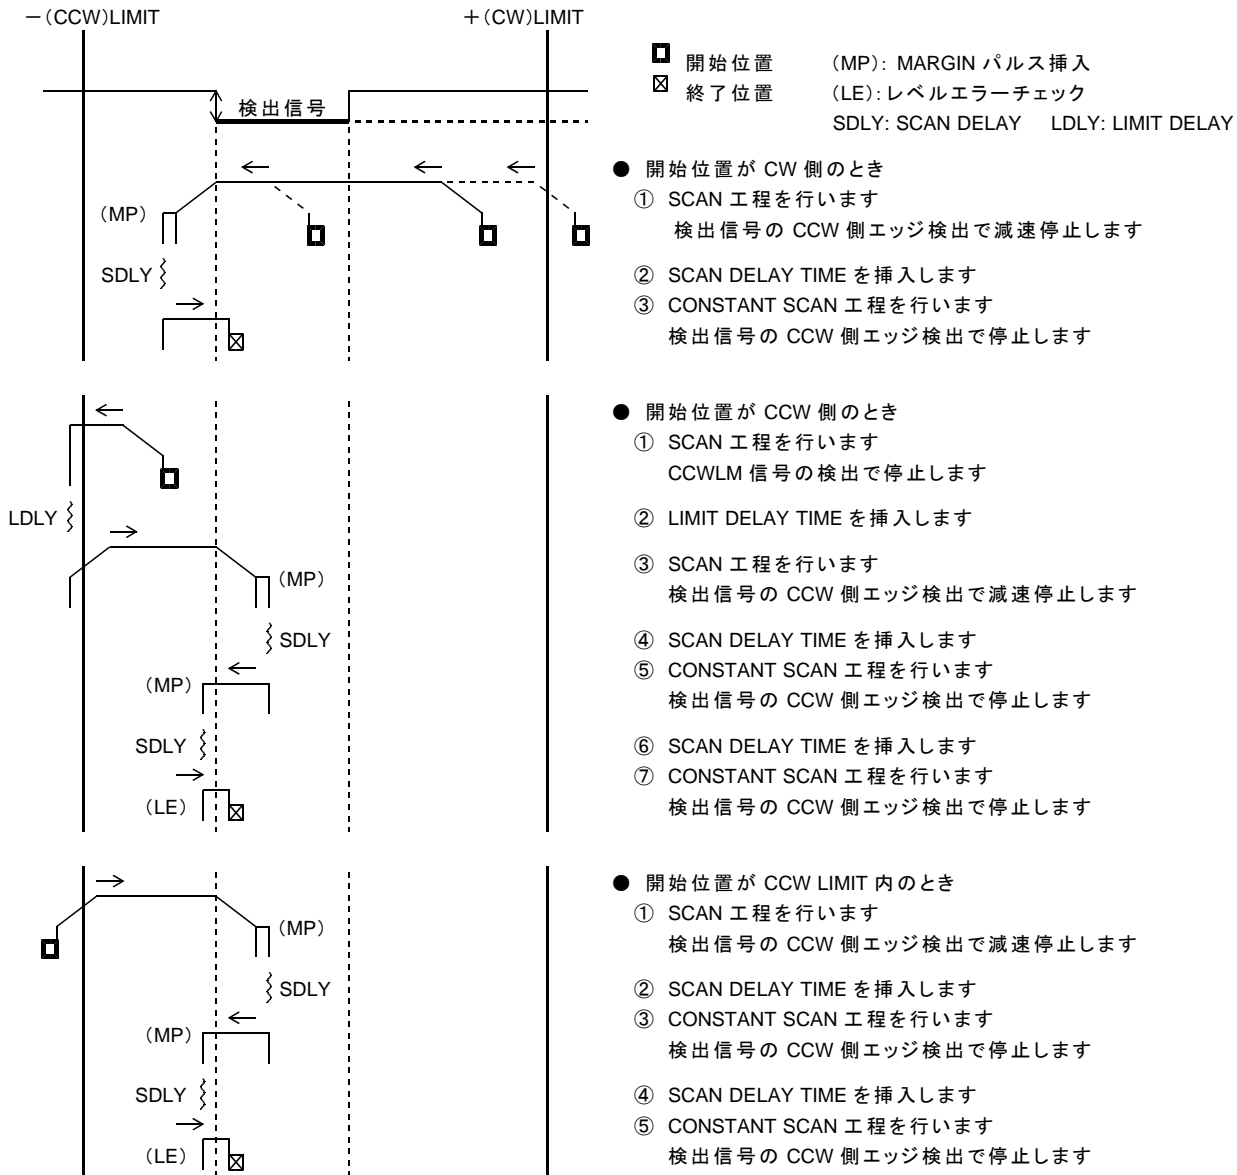 －(CCW)LIMIT
＋(CW)LIMIT
開始位置 (MP): MARGIN パルス挿入
終了位置 (LE):レベルエラーチェック
SDLY: SCAN DELAY LDLY: LIMIT DELAY
検出信号
(MP)
SDLY
● 開始位置が CW 側のとき
① SCAN 工程を行います
検出信号の CCW 側エッジ検出で減速停止します
② SCAN DELAY TIME を挿入します
③ CONSTANT SCAN 工程を行います
検出信号の CCW 側エッジ検出で停止します
LDLY
(MP)
SDLY
(MP)
SDLY
(LE)
● 開始位置が CCW 側のとき
① SCAN 工程を行います
CCWLM 信号の検出で停止します
② LIMIT DELAY TIME を挿入します
③ SCAN 工程を行います
検出信号の CCW 側エッジ検出で減速停止します
④ SCAN DELAY TIME を挿入します
⑤ CONSTANT SCAN 工程を行います
検出信号の CCW 側エッジ検出で停止します
⑥ SCAN DELAY TIME を挿入します
⑦ CONSTANT SCAN 工程を行います
検出信号の CCW 側エッジ検出で停止します
(MP)
SDLY
(MP)
SDLY
(LE)
● 開始位置が CCW LIMIT 内のとき
① SCAN 工程を行います
検出信号の CCW 側エッジ検出で減速停止します
② SCAN DELAY TIME を挿入します
③ CONSTANT SCAN 工程を行います
検出信号の CCW 側エッジ検出で停止します
④ SCAN DELAY TIME を挿入します
⑤ CONSTANT SCAN 工程を行います
検出信号の CCW 側エッジ検出で停止します